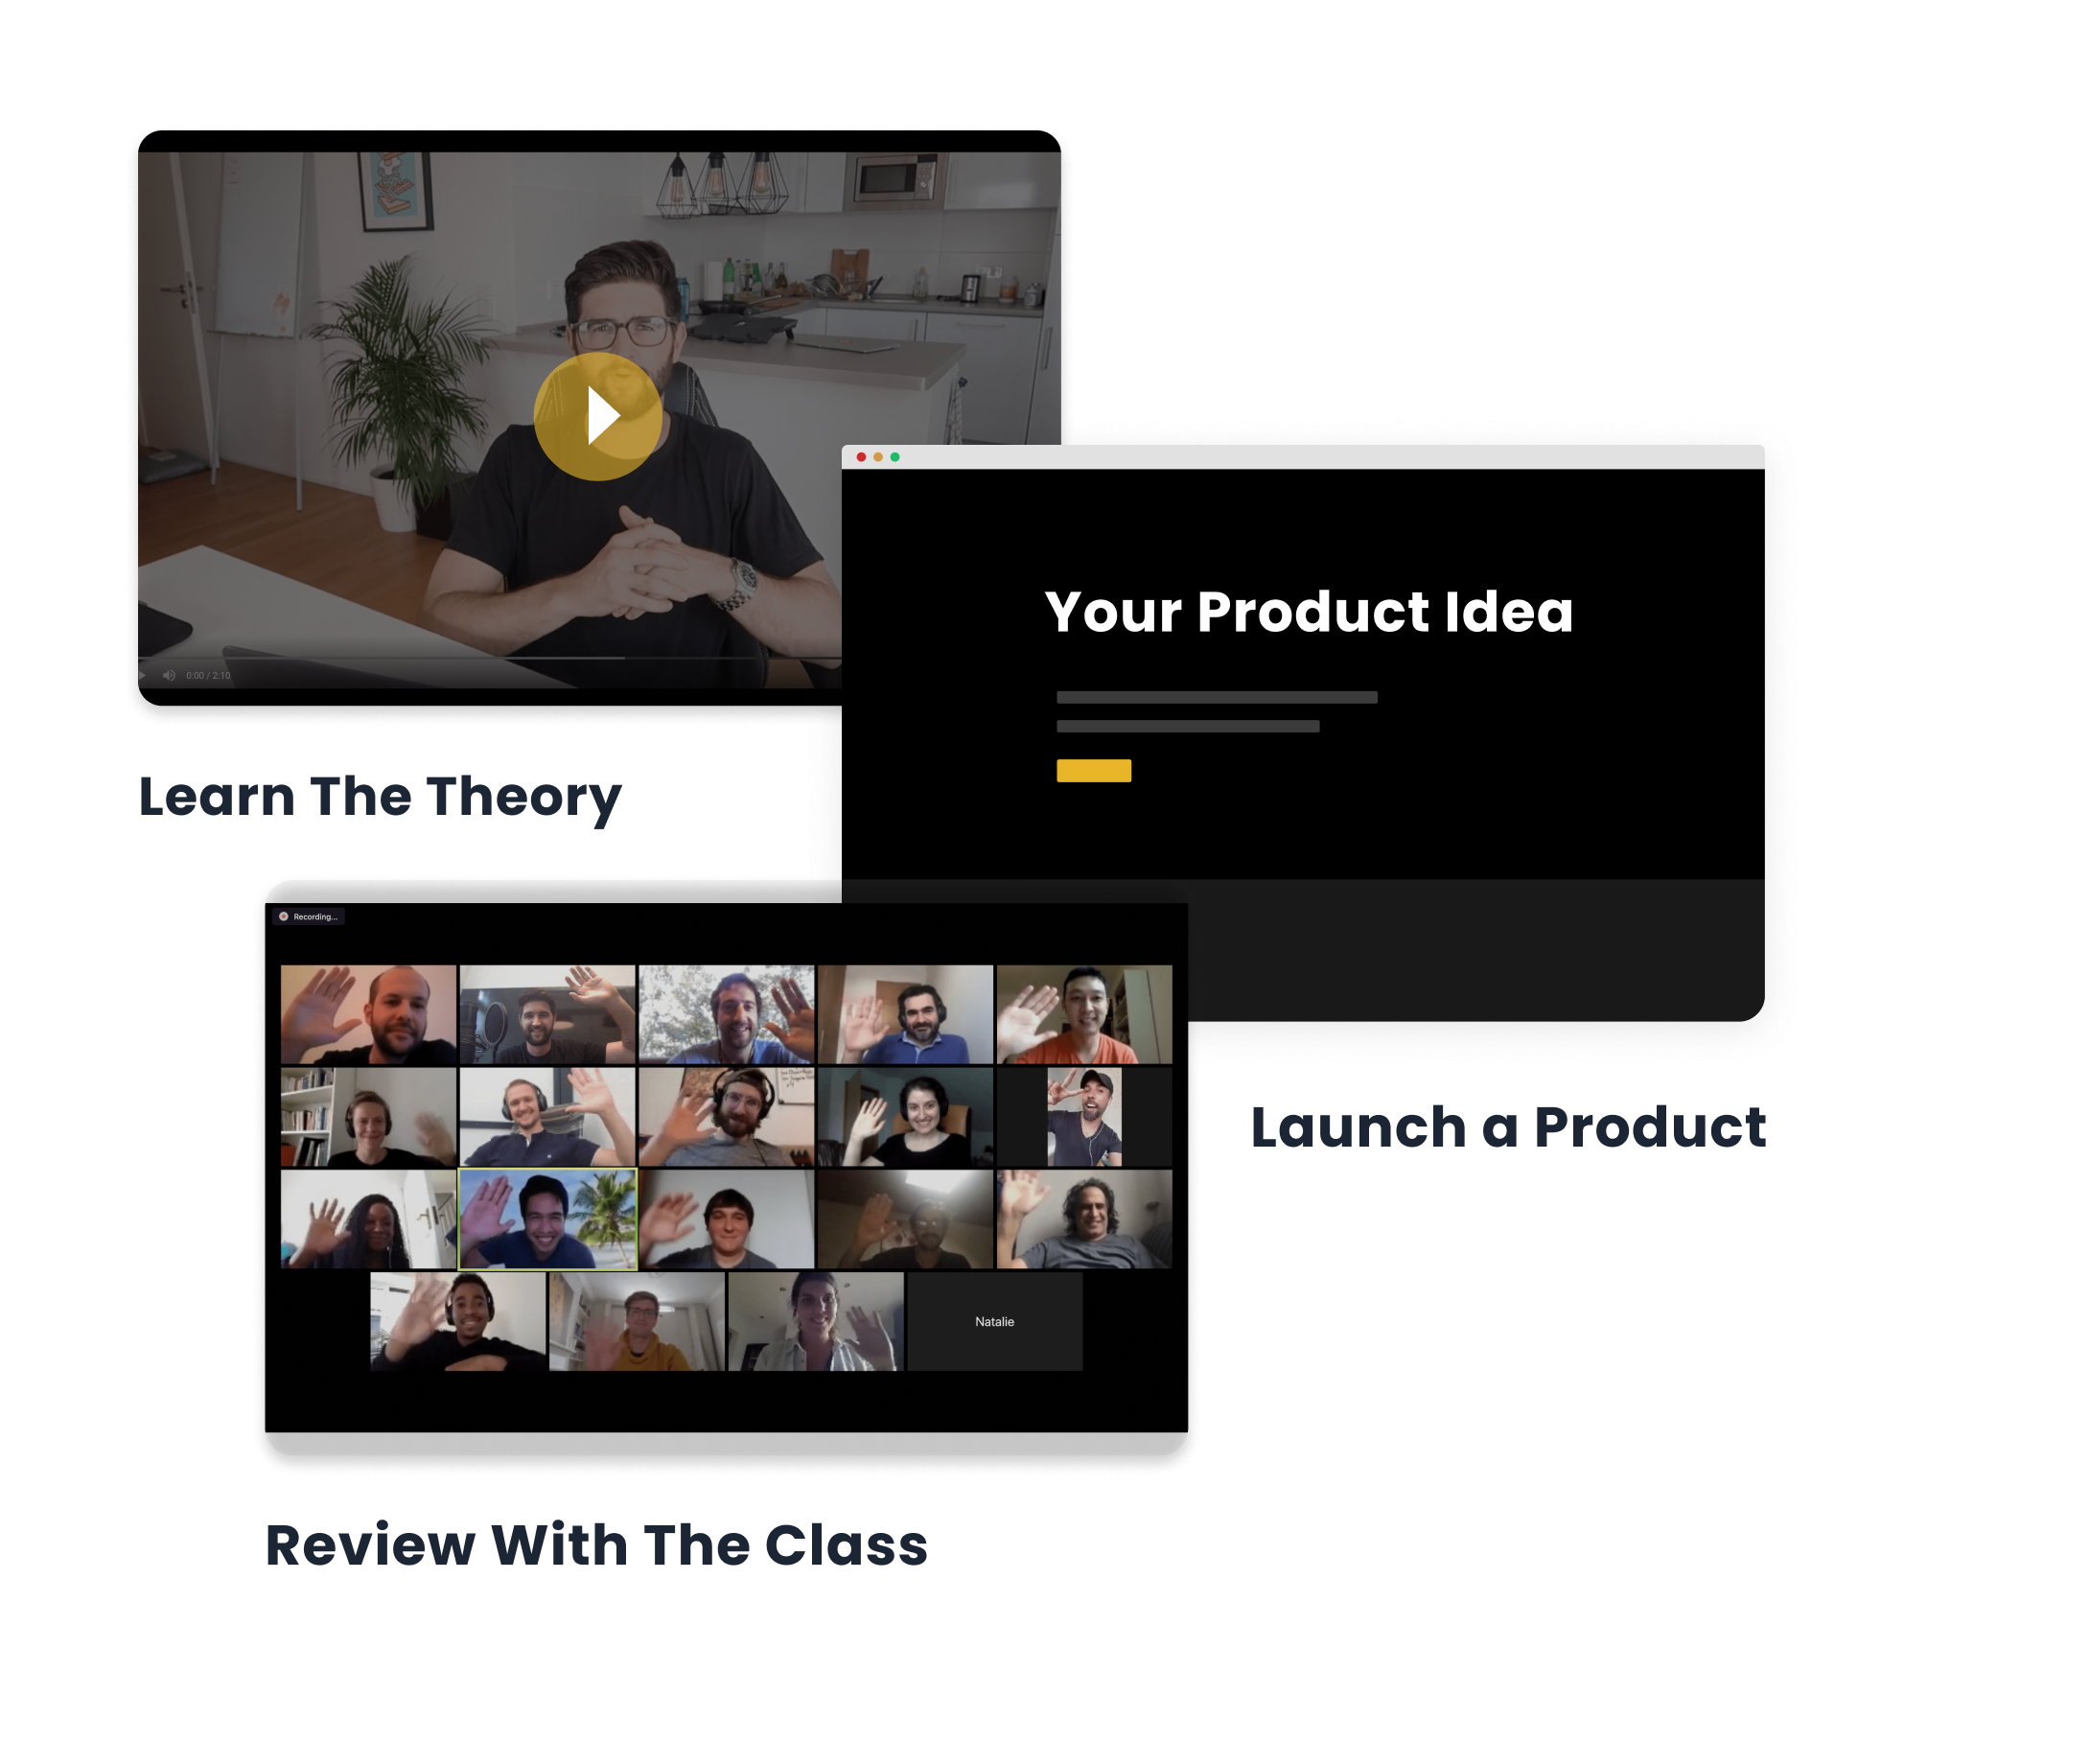 0:00 / 2:10
Learn The Theory
Your Product Idea
Launch a Product
Recording...
Natalie
Review With The Class